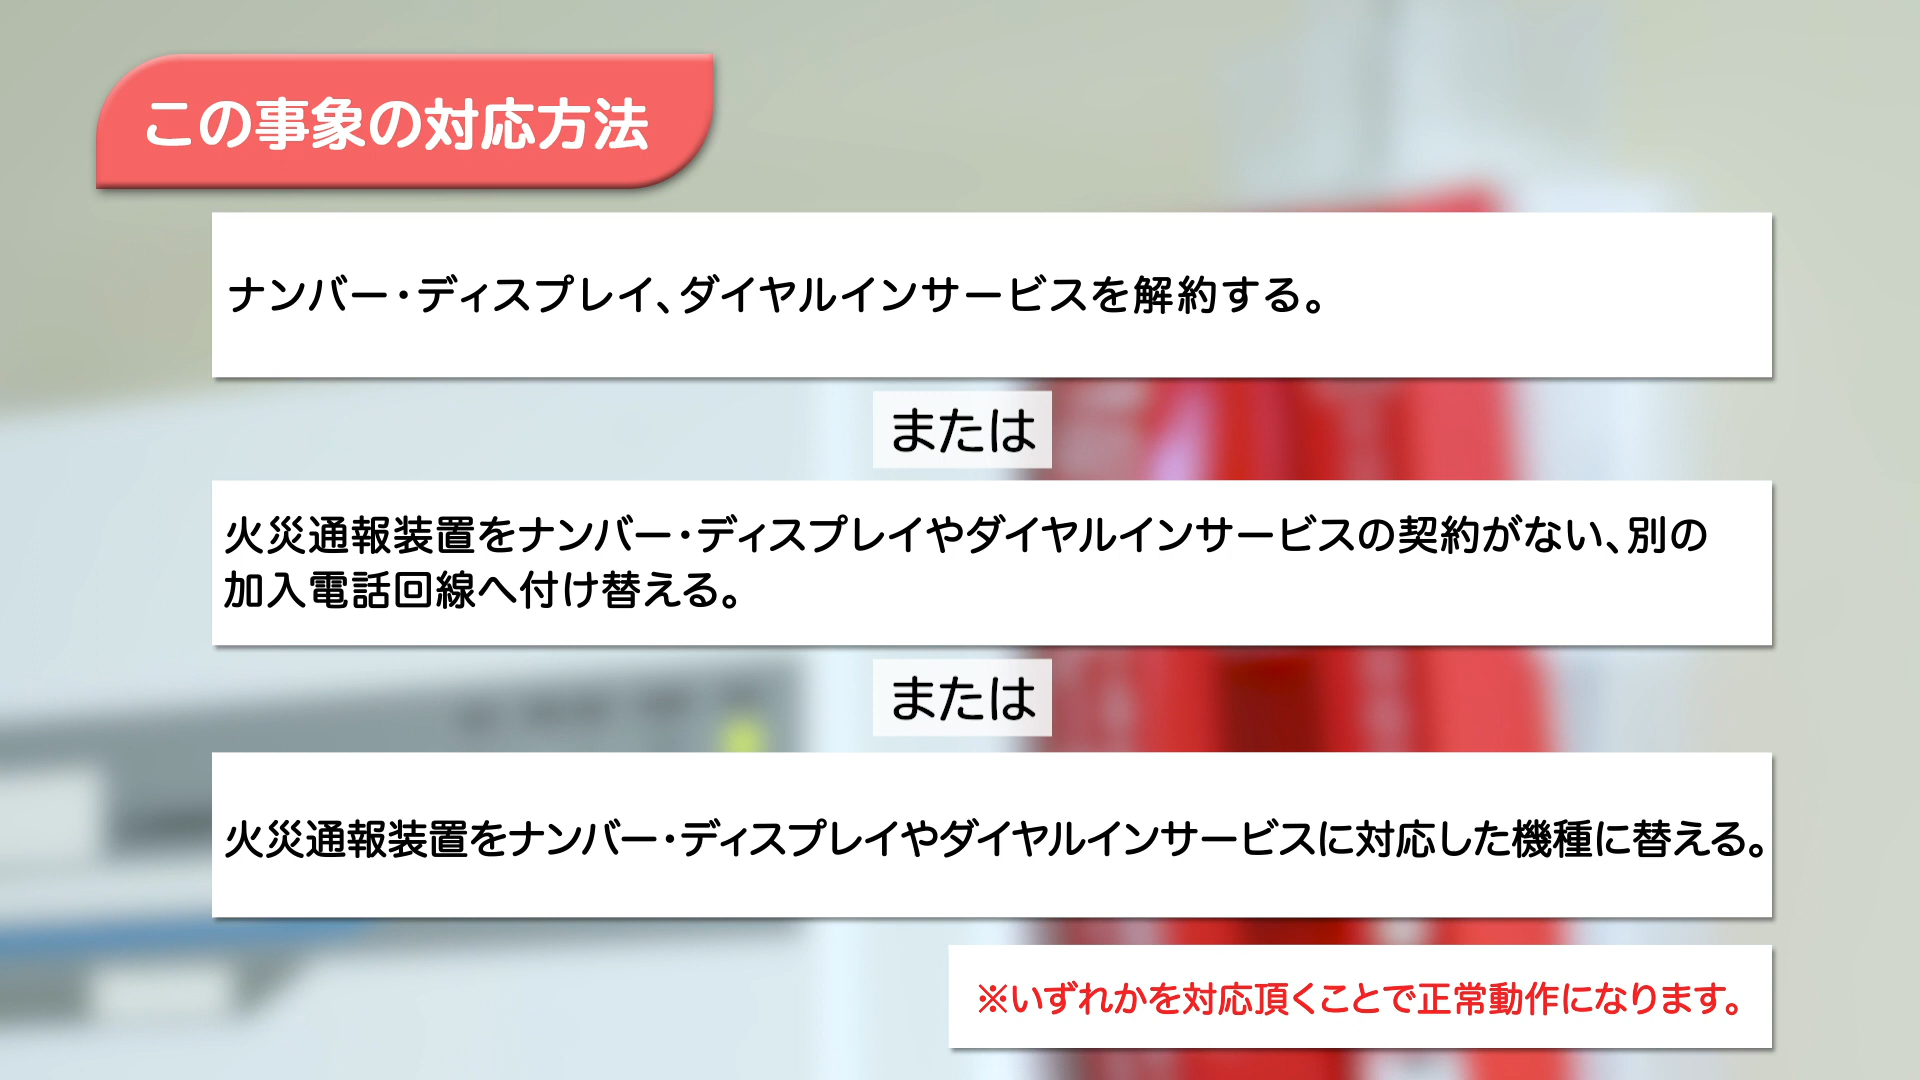 この事象の対応方法
ナンバー・ディスプレイ、ダイヤルインサービスを解約する。
または
火災通報装置をナンバー・ディスプレイやダイヤルインサービスの契約がない、別の
加入電話回線へ付け替える。
または
火災通報装置をナンバー・ディスプレイやダイヤルインサービスに対応した機種に替える。
※いずれかを対応頂くことで正常動作になります。